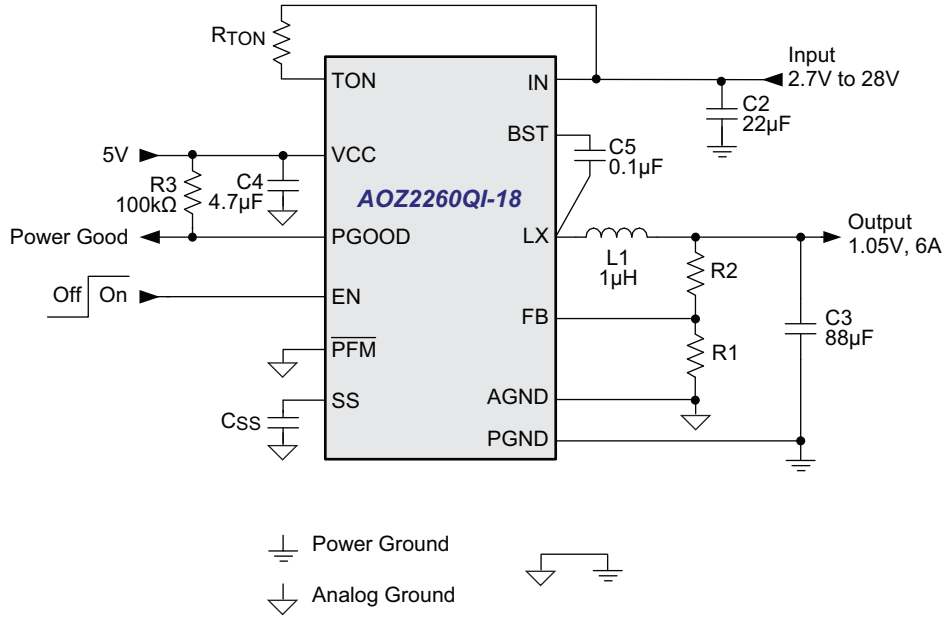 RTON
TON
IN
Input
2.7V to 28V
C2
22µF
BST
C5
0.1µF
5V
VCC
R3
100kΩ
C4
4.7µF
AOZ2260QI-18
Power Good
PGOOD
LX
L1
1µH
Output
1.05V, 6A
R2
Off
On
EN
FB
C3
88µF
R1
PFM
CSS
SS
AGND
PGND
Power Ground
Analog Ground